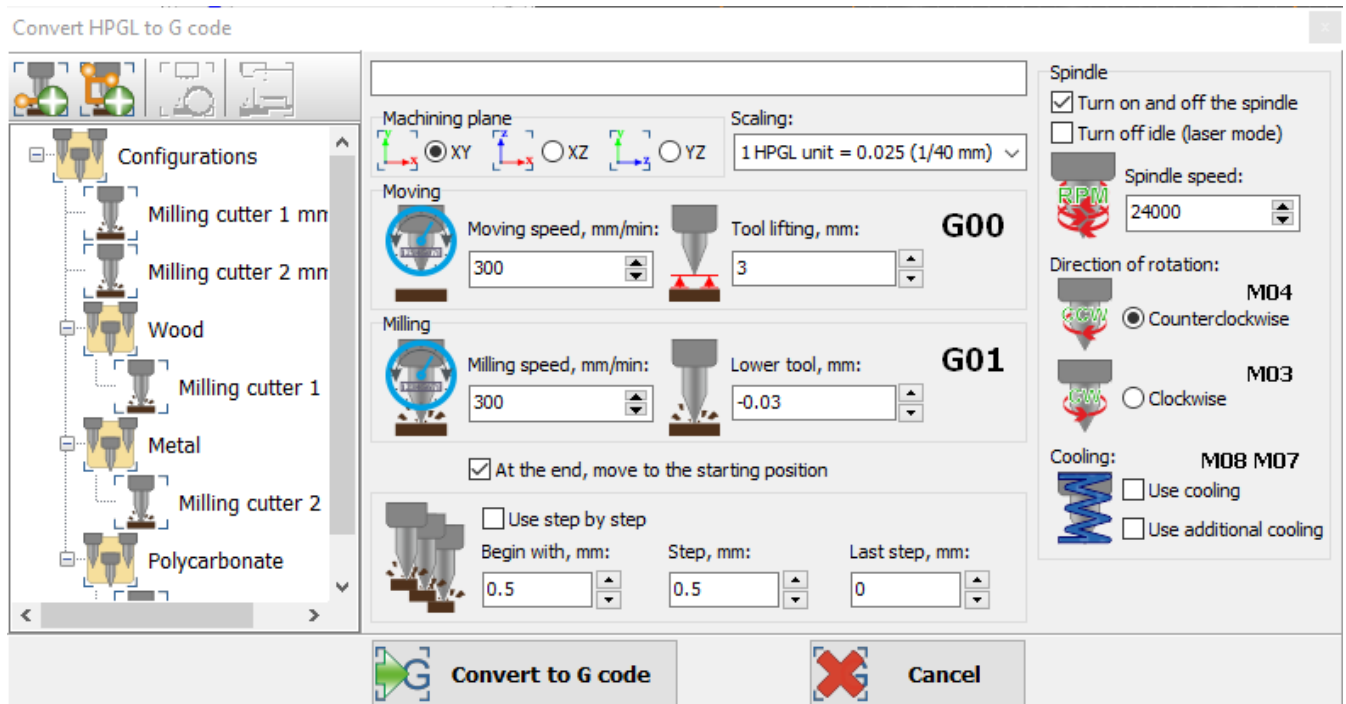 Convert HPGL to G code
x
Configurations
Milling cutter 1 mm
Milling cutter 2 mm
Wood
Milling cutter 1
Metal
Milling cutter 2
Polycarbonate
Machining plane
XY
XZ
YZ
Scaling:
1 HPGL unit = 0.025 (1/40 mm)
Moving
Moving speed, mm/min:
300
Tool lifting, mm:
3
G00
Milling
Milling speed, mm/min:
300
Lower tool, mm:
-0.03
G01
At the end, move to the starting position
Use step by step
Begin with, mm:
0.5
Step, mm:
0.5
Last step, mm:
0
Spindle
Turn on and off the spindle
Turn off idle (laser mode)
RPM
Spindle speed:
24000
Direction of rotation:
M04
CCW
Counterclockwise
M03
CW
Clockwise
Cooling:
M08 M07
Use cooling
Use additional cooling
G
Convert to G code
G
Cancel